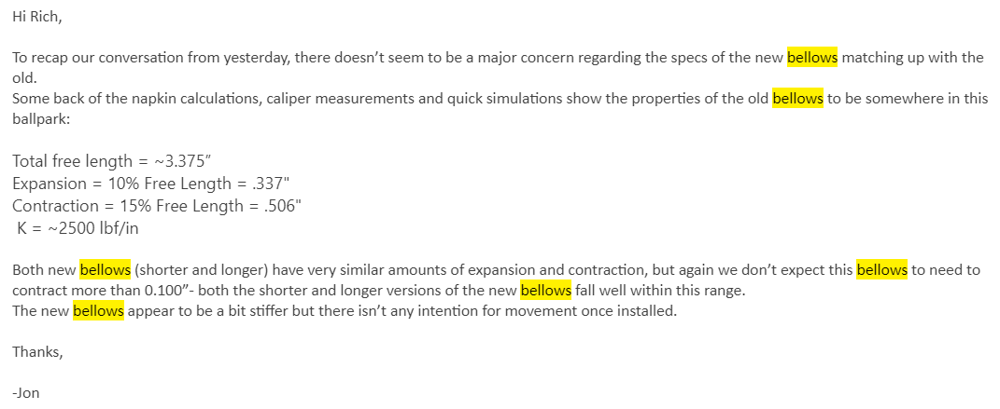 Hi Rich,
To recap our conversation from yesterday, there doesn’t seem to be a major concern regarding the specs of the new bellows matching up with the
old.
Some back of the napkin calculations, caliper measurements and quick simulations show the properties of the old bellows to be somewhere in this
ballpark:
Total free length = ~3.375”
Expansion = 10% Free Length = .337"
Contraction = 15% Free Length = .506"
K = ~2500 lbf/in
Both new bellows (shorter and longer) have very similar amounts of expansion and contraction, but again we don’t expect this bellows to need to
contract more than 0.100”- both the shorter and longer versions of the new bellows fall well within this range.
The new bellows appear to be a bit stiffer but there isn’t any intention for movement once installed.
Thanks,
-Jon